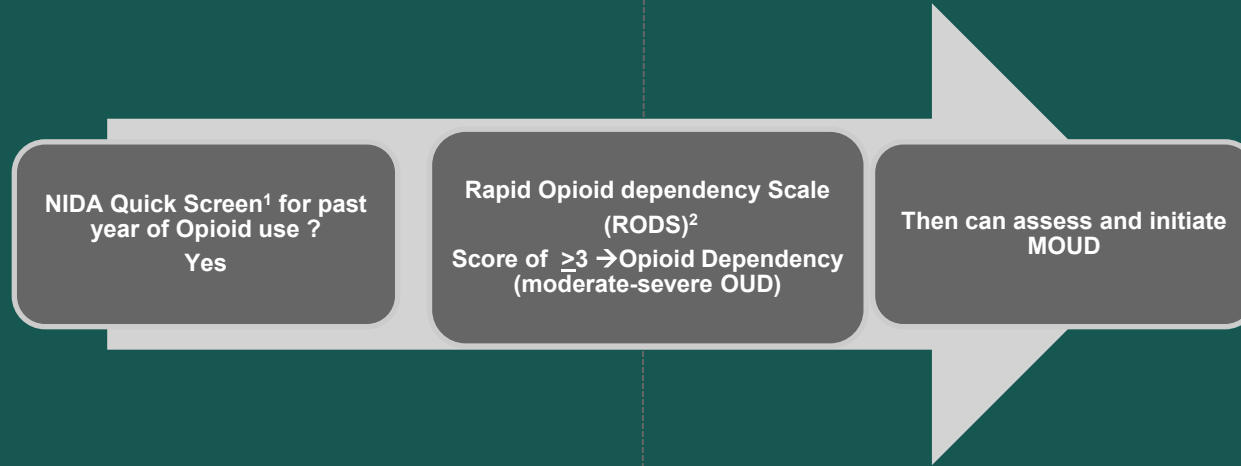 NIDA Quick Screen¹ for past
year of Opioid use ?
Yes
Rapid Opioid dependency Scale
(RODS)²
Score of ≥3 →Opioid Dependency
(moderate-severe OUD)
Then can assess and initiate
MOUD